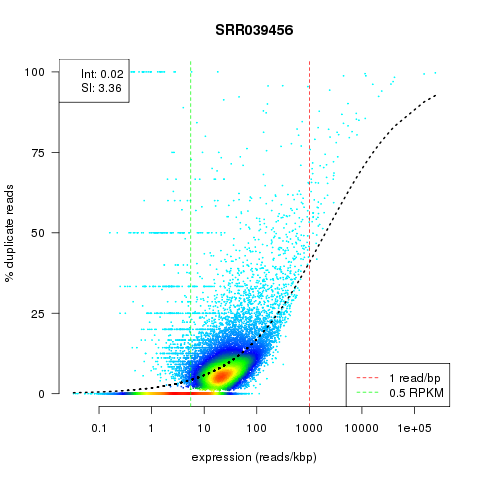 SRR039456
Int: 0.02
Sl: 3.36
% duplicate reads
100
75
50
25
0
0.1 1 10 100 1000 10000 1e+05
expression (reads/kbp)
1 read/bp
0.5 RPKM